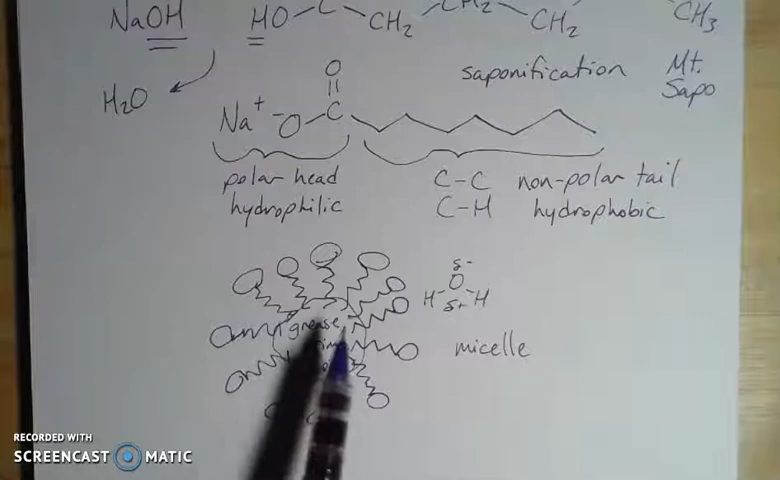 NaOH HO-C CH2 CH2 CH2 CH3
H2O saponification Mt.
Sapo
O
Na+ -O C
polar head C-C non-polar tail
hydrophilic C-H hydrophobic
δ-
O
H H
δ+
grease
micelle
RECORDED WITH
SCREENCAST MATIC